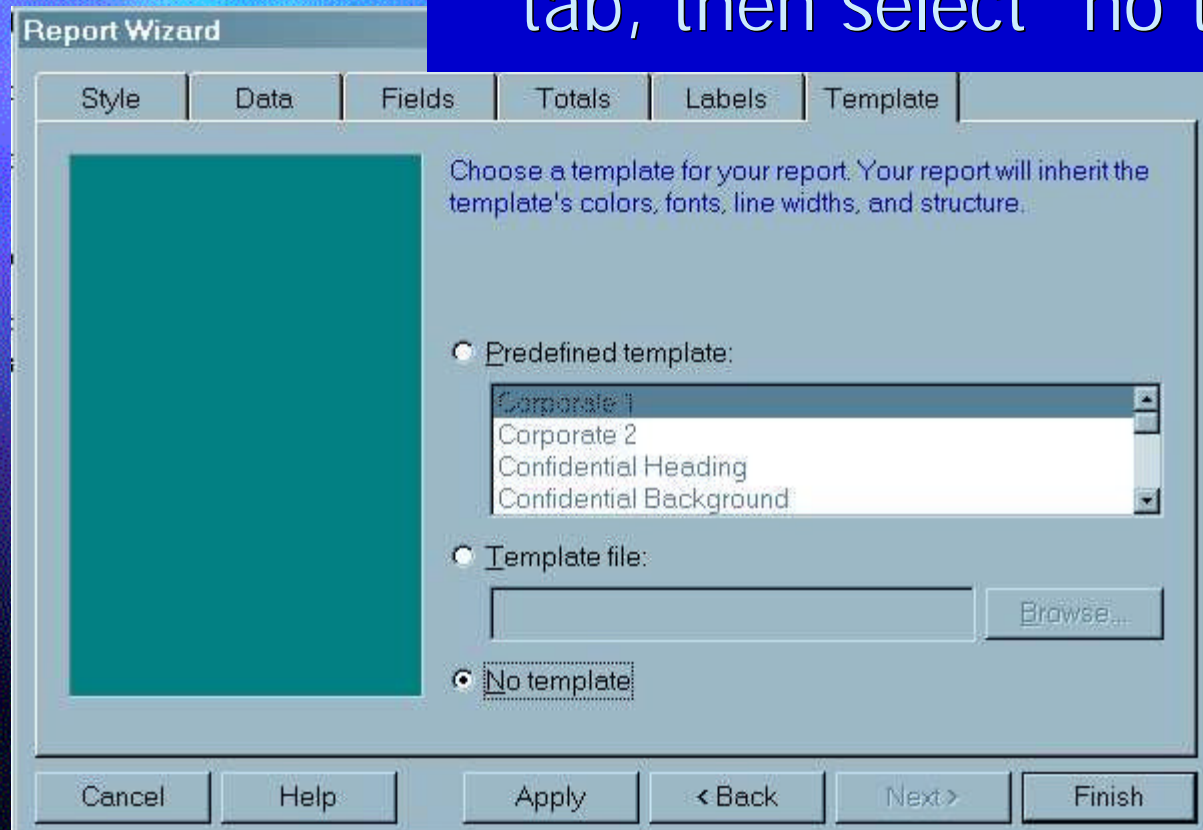 tab, then select "no t
Report Wizard
Style Data Fields Totals Labels Template
Choose a template for your report. Your report will inherit the
template's colors, fonts, line widths, and structure.
Predefined template:
Corporate 1
Corporate 2
Confidential Heading
Confidential Background
Template file:
Browse...
No template
Cancel Help Apply < Back Next > Finish